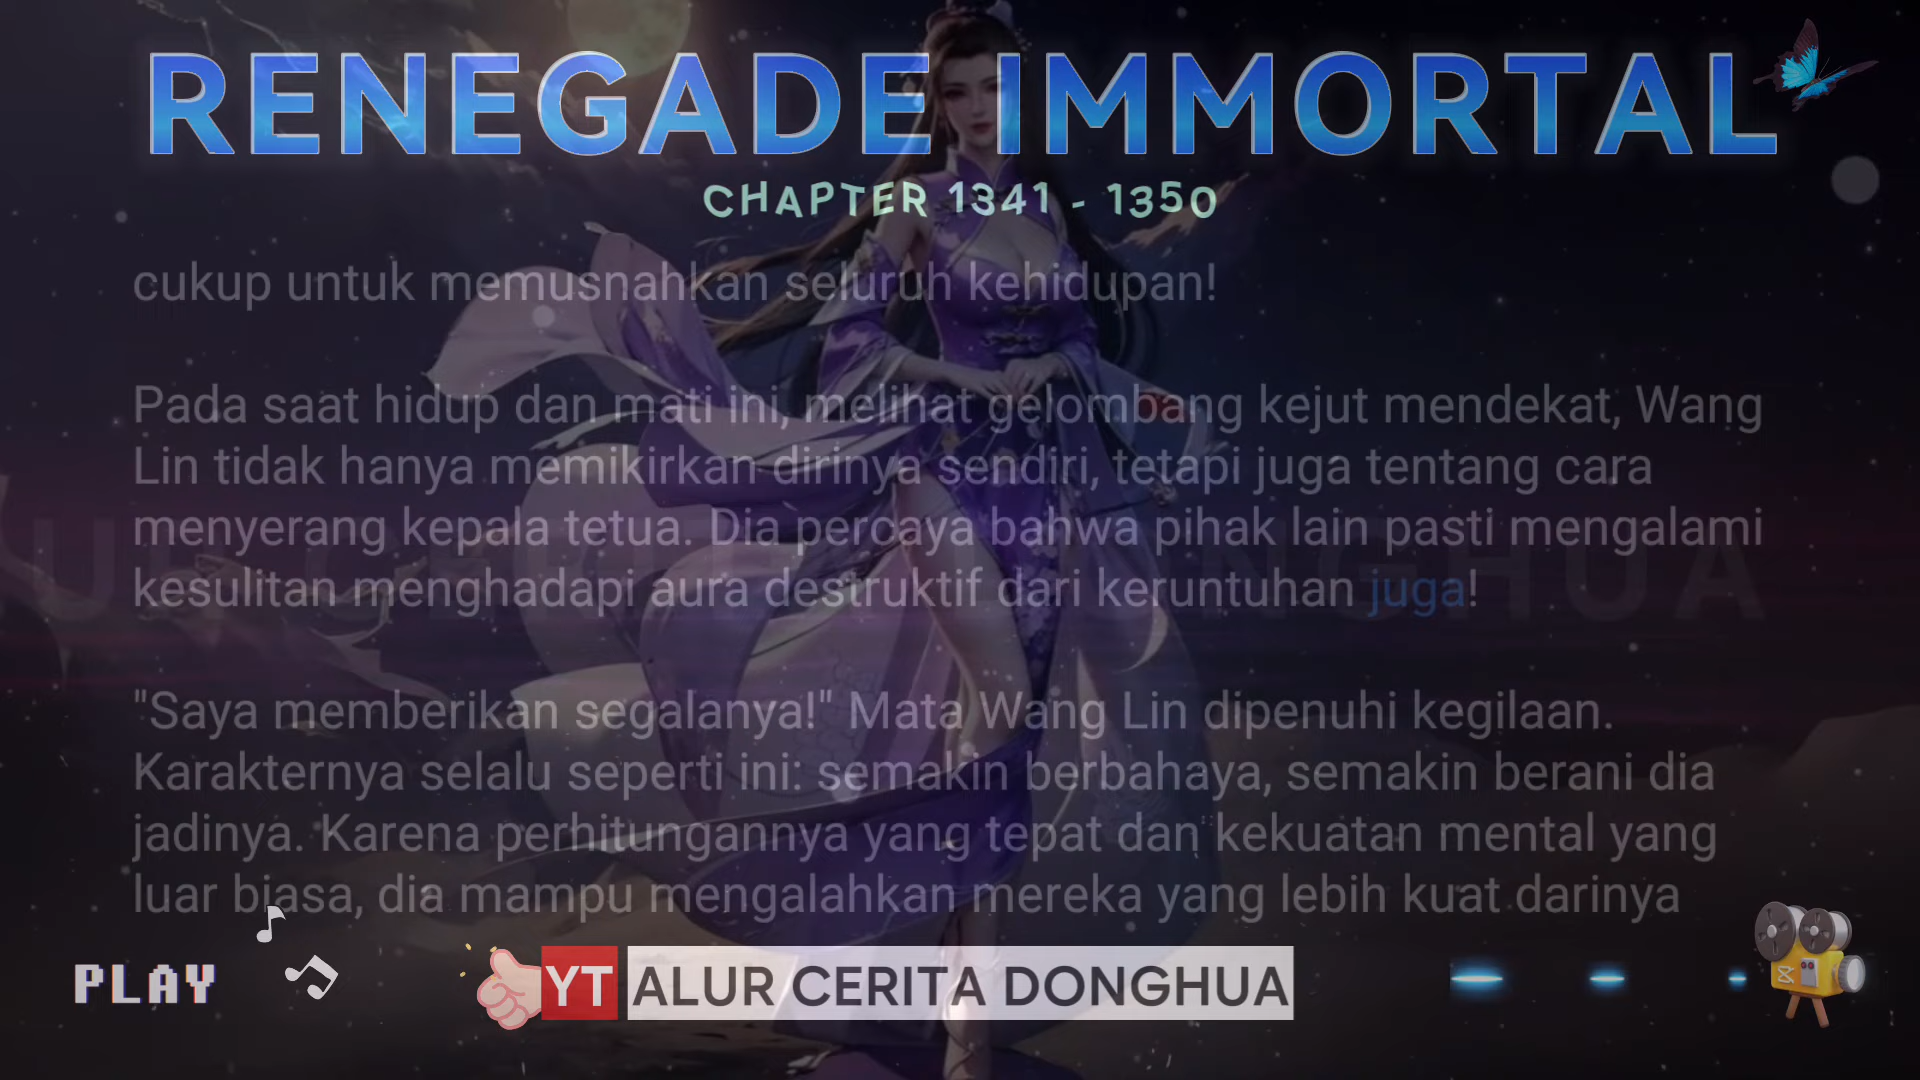 RENEGADE IMMORTAL
CHAPTER 1341 - 1350
cukup untuk memusnahkan seluruh kehidupan!
Pada saat hidup dan mati ini, melihat gelombang kejut mendekat, Wang
Lin tidak hanya memikirkan dirinya sendiri, tetapi juga tentang cara
menyerang kepala tetua. Dia percaya bahwa pihak lain pasti mengalami
kesulitan menghadapi aura destruktif dari keruntuhan juga!
"Saya memberikan segalanya!" Mata Wang Lin dipenuhi kegilaan.
Karakternya selalu seperti ini: semakin berbahaya, semakin berani dia
jadinya. Karena perhitungannya yang tepat dan kekuatan mental yang
luar biasa, dia mampu mengalahkan mereka yang lebih kuat darinya
PLAY
YT ALUR CERITA DONGHUA